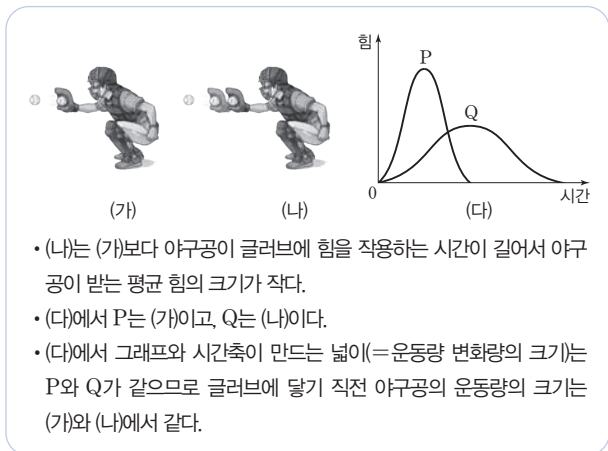 힘
P
Q
0
시간
(가)
(나)
(다)
• (나)는 (가)보다 야구공이 글러브에 힘을 작용하는 시간이 길어서 야구
공이 받는 평균 힘의 크기가 작다.
• (다)에서 P는 (가)이고, Q는 (나)이다.
• (다)에서 그래프와 시간축이 만드는 넓이(=운동량 변화량의 크기)는
P와 Q가 같으므로 글러브에 닿기 직전 야구공의 운동량의 크기는
(가)와 (나)에서 같다.